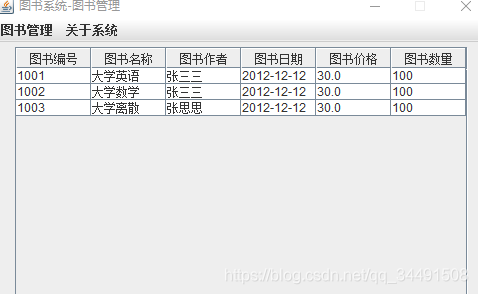 图书系统-图书管理
图书管理 关于系统
图书编号 图书名称 图书作者 图书日期 图书价格 图书数量
1001 大学英语 张三三 2012-12-12 30.0 100
1002 大学数学 张三三 2012-12-12 30.0 100
1003 大学离散 张思思 2012-12-12 30.0 100
https://blog.csdn.net/qq_34491508